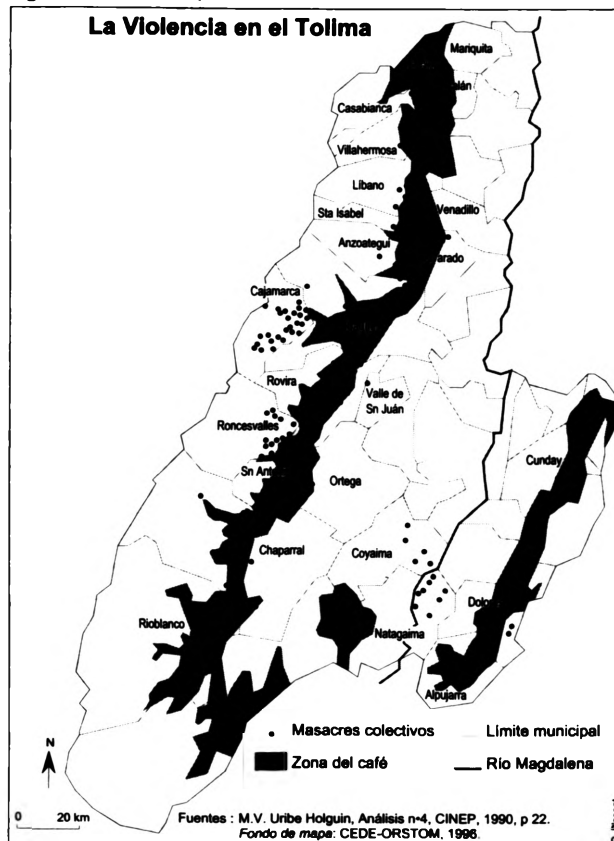 La Violencia en el Tolima
Mariquita
Casabianca
Villahermosa
Líbano
Sta Isabel
Venadillo
Anzoategui
Cajamarca
Rovira
Valle de
Sn Juán
Roncesvalles
Cunday
Ortega
Chaparral
Coyaima
Rioblanco
Natagaima
Alpujarra
Masacres colectivos
Límite municipal
N
Zona del café
Río Magdalena
0 20 km
Fuentes : M.V. Uribe Holguin, Análisis nº4, CINEP, 1990, p 22.
Fondo de mapa: CEDE-ORSTOM, 1996.